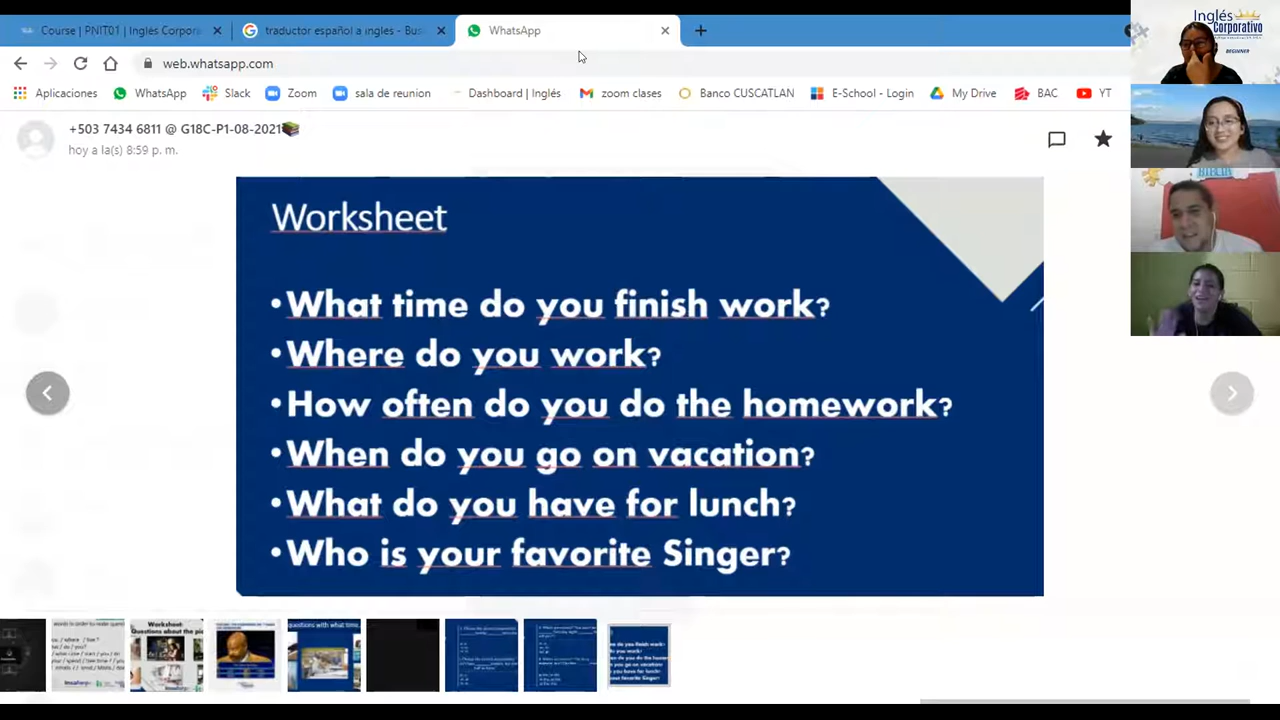 Course | PNIT01 | Inglés Corpora
traductor español a ingles - Bus
WhatsApp
web.whatsapp.com
Aplicaciones
WhatsApp
Slack
Zoom
sala de reunion
Dashboard | Inglés
zoom clases
Banco CUSCATLAN
E-School - Login
My Drive
BAC
YT
Inglés
Corporativo
BEGINNER
+503 7434 6811 @ G18C-P1-08-2021
hoy a la(s) 8:59 p. m.
Worksheet
•What time do you finish work?
•Where do you work?
•How often do you do the homework?
•When do you go on vacation?
•What do you have for lunch?
•Who is your favorite Singer?
Worksheet: